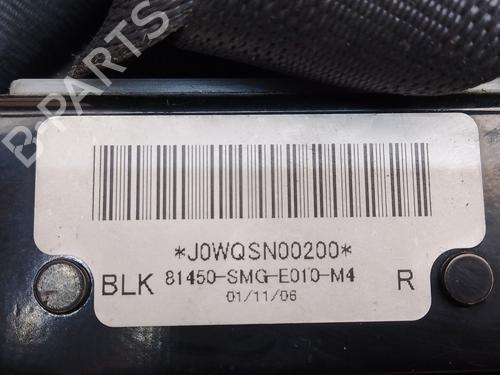 B-PARTS
*J0WQSN00200*
BLK 81450-SMG-E010-M4 R
01/11/06